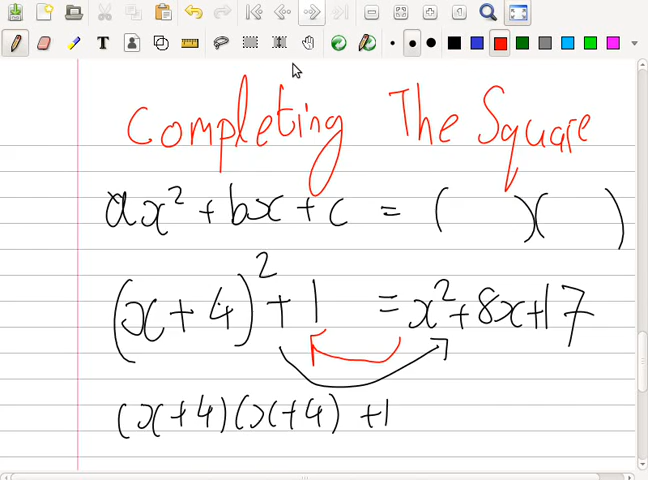 Completing The Square
ax² + bx + c = ( )( )
(x + 4)² + 1 = x² + 8x + 17
(x + 4)(x + 4) + 1